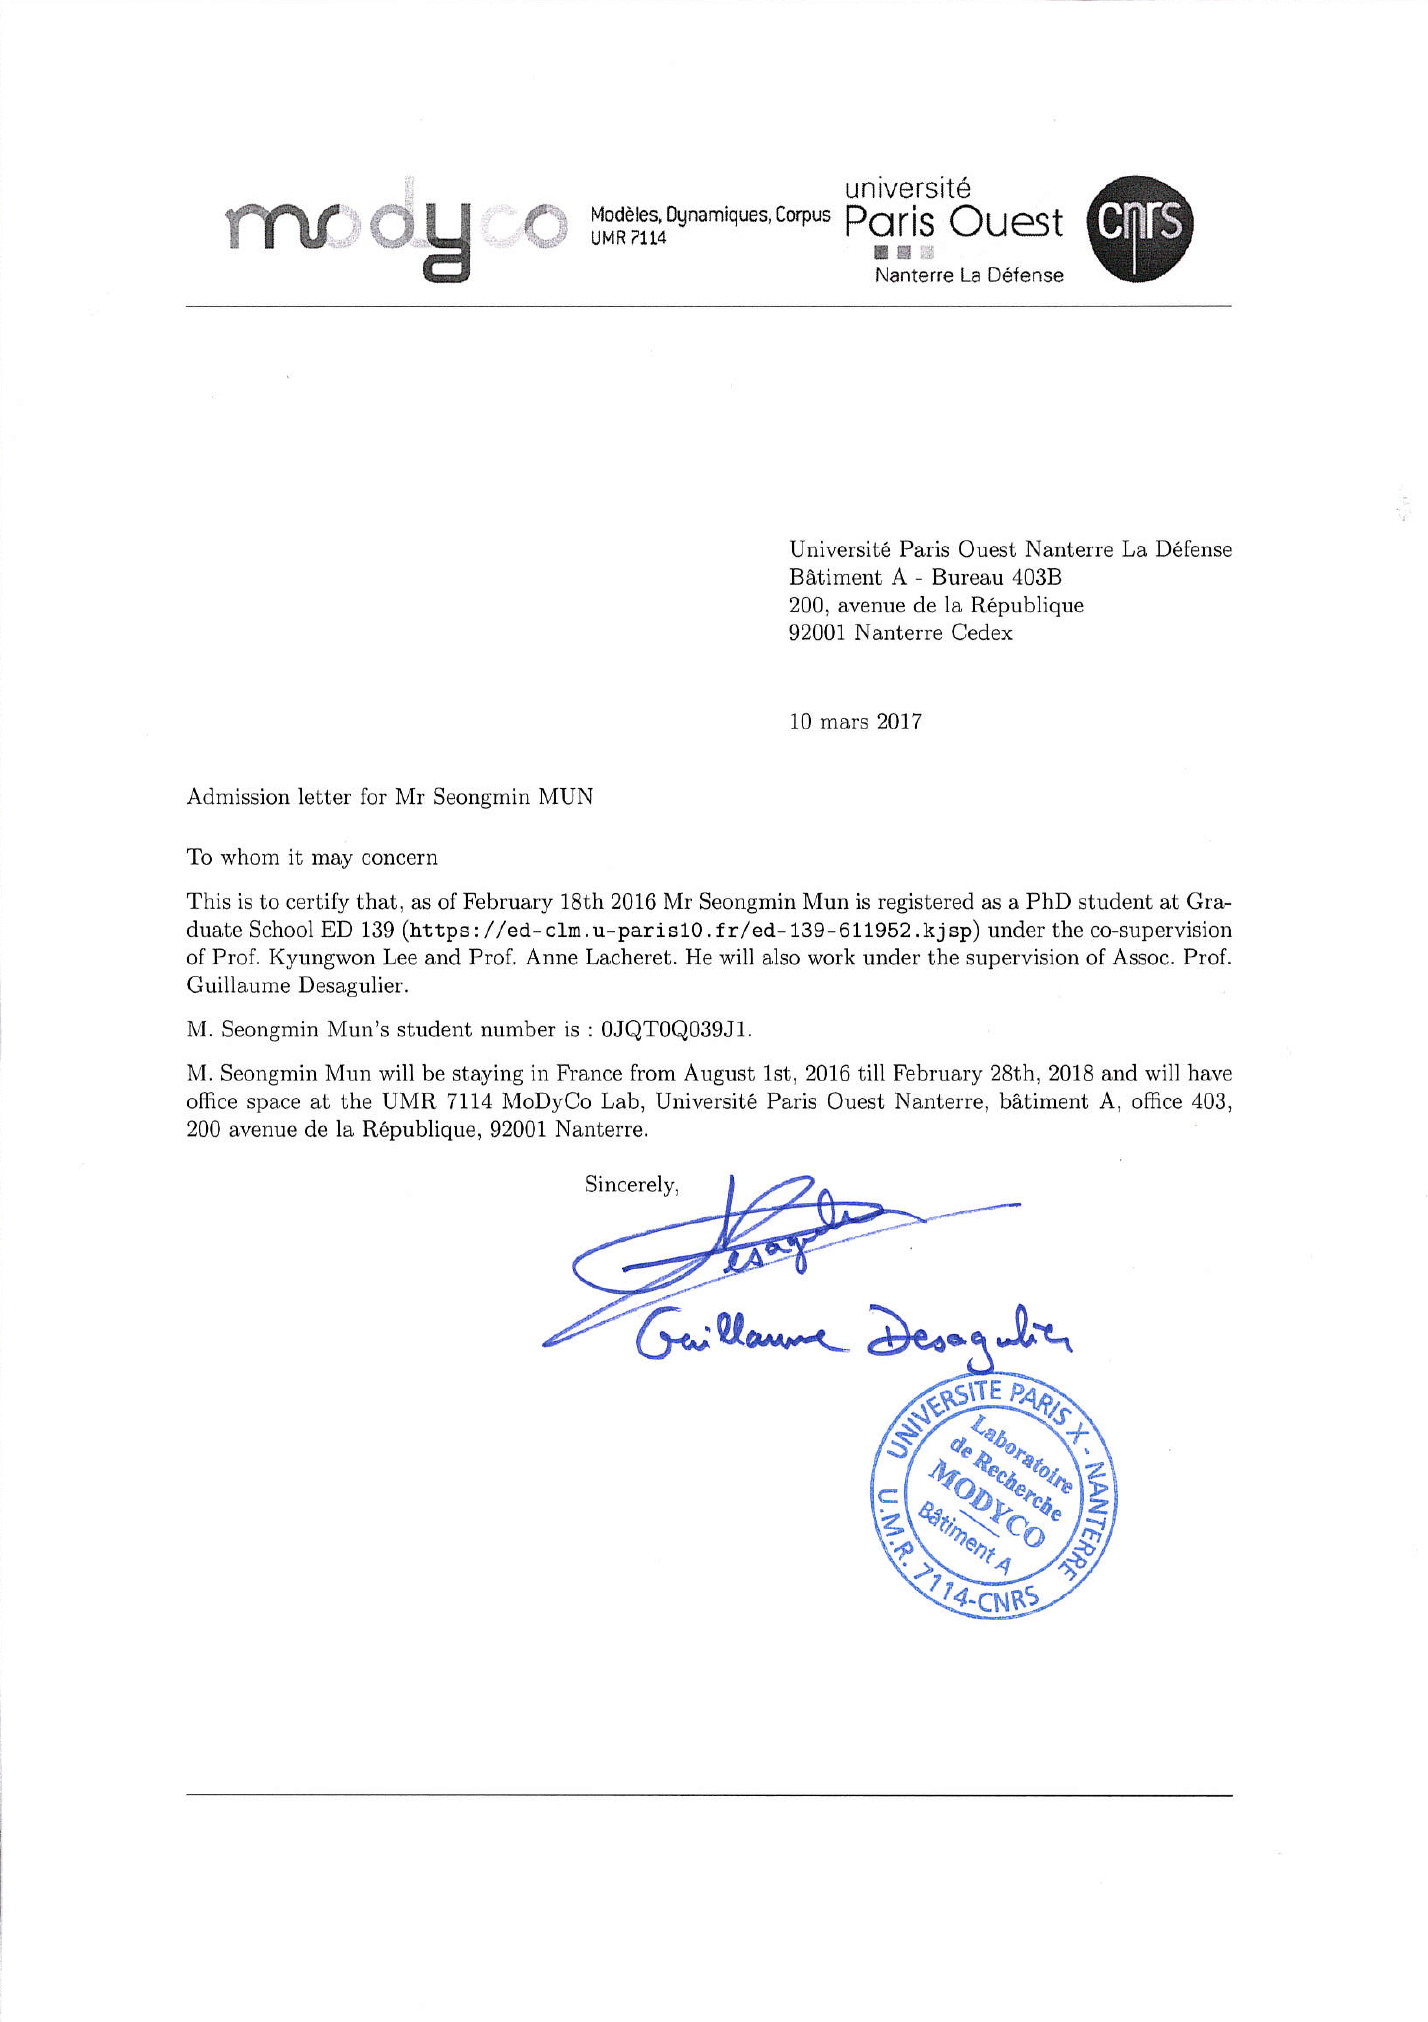 modyco
Modèles, Dynamiques, Corpus
UMR 7114
université
Paris Ouest
Nanterre La Défense
cnrs
Université Paris Ouest Nanterre La Défense
Bâtiment A - Bureau 403B
200, avenue de la République
92001 Nanterre Cedex
10 mars 2017
Admission letter for Mr Seongmin MUN
To whom it may concern
This is to certify that, as of February 18th 2016 Mr Seongmin Mun is registered as a PhD student at Gra-
duate School ED 139 (https://ed-clm.u-paris10.fr/ed-139-611952.kjsp) under the co-supervision
of Prof. Kyungwon Lee and Prof. Anne Lacheret. He will also work under the supervision of Assoc. Prof.
Guillaume Desagulier.
M. Seongmin Mun's student number is : 0JQT0Q039J1.
M. Seongmin Mun will be staying in France from August 1st, 2016 till February 28th, 2018 and will have
office space at the UMR 7114 MoDyCo Lab, Université Paris Ouest Nanterre, bâtiment A, office 403,
200 avenue de la République, 92001 Nanterre.
Sincerely,
Guillaume Desagulier
UNIVERSITE PARIS X - NANTERRE
Laboratoire
de Recherche
MODYCO
Bâtiment A
U.M.R. 7114-CNRS